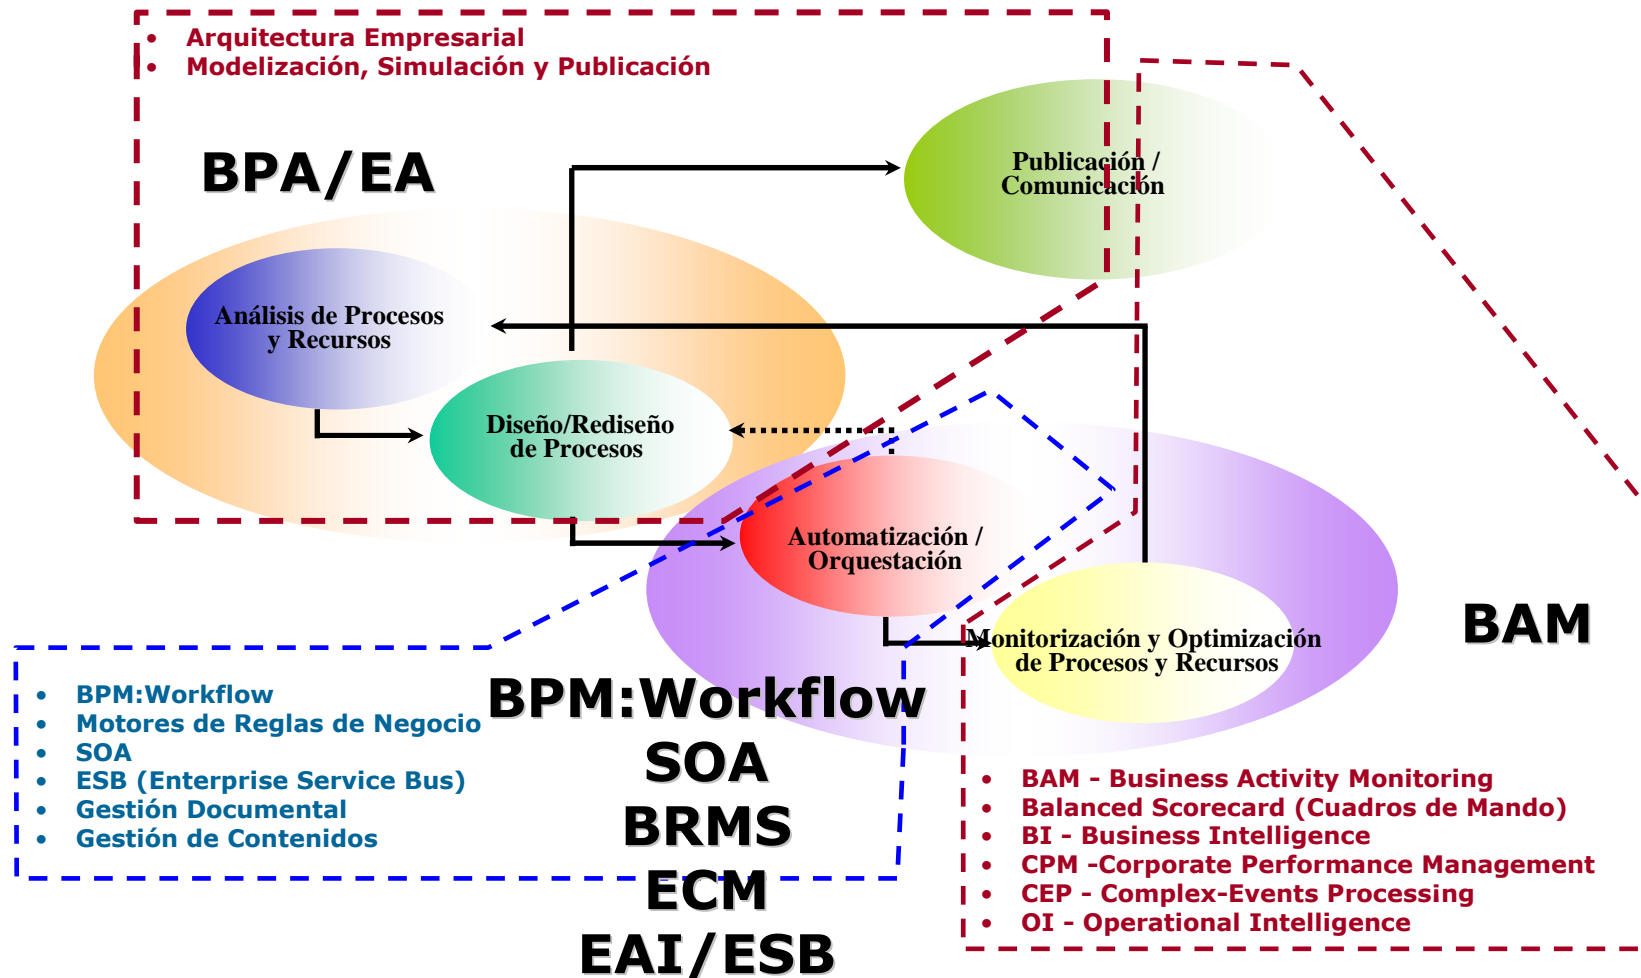 • Arquitectura Empresarial
• Modelización, Simulación y Publicación
BPA/EA
Publicación /
Comunicación
Análisis de Procesos
y Recursos
Diseño/Rediseño
de Procesos
Automatización /
Orquestación
Monitorización y Optimización
de Procesos y Recursos
BAM
• BPM:Workflow
• Motores de Reglas de Negocio
• SOA
• ESB (Enterprise Service Bus)
• Gestión Documental
• Gestión de Contenidos
BPM:Workflow
SOA
BRMS
ECM
EAI/ESB
• BAM - Business Activity Monitoring
• Balanced Scorecard (Cuadros de Mando)
• BI - Business Intelligence
• CPM -Corporate Performance Management
• CEP - Complex-Events Processing
• OI - Operational Intelligence